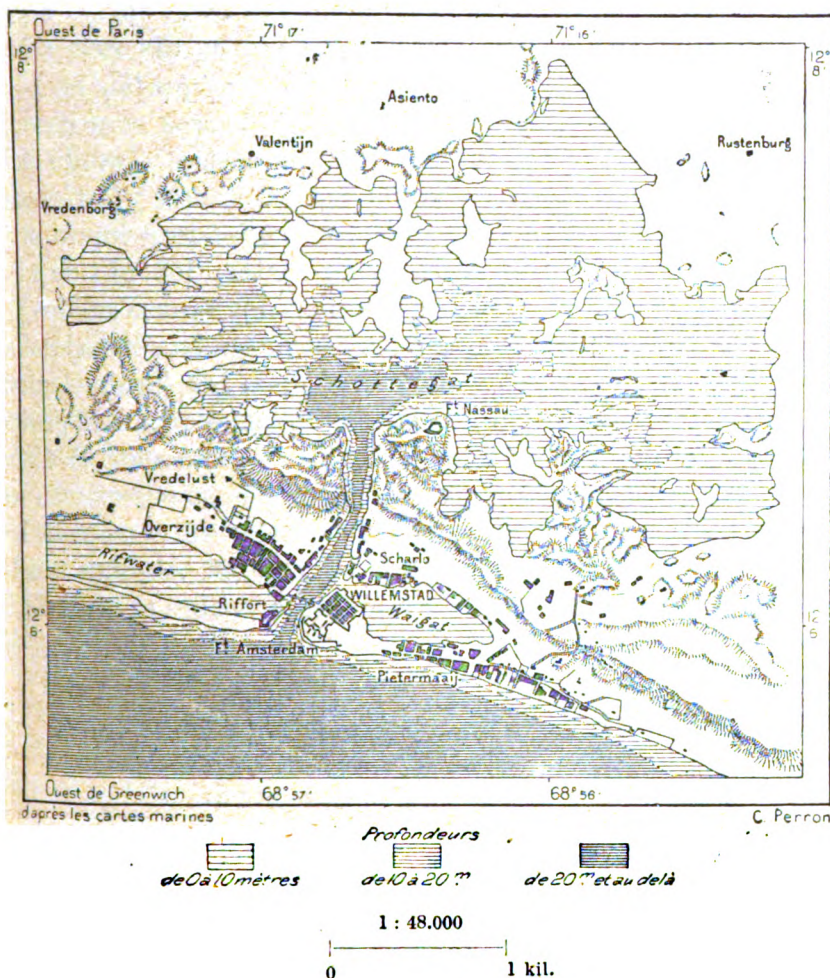 Ouest de Paris
71° 17'
71° 16'
12°
8'
12°
8'
Asiento
Valentijn
Rustenburg
Vredenborg
Schottegat
Ft Nassau
Vredelust
Overzijde
Scharlo
Rifwater
WILLEMSTAD
Riffort
Waigat
12°
6'
12°
6'
Ft Amsterdam
Pietermaaij
Ouest de Greenwich
68° 57'
68° 56'
d'après les cartes marines
C. Perron
Profondeurs
de 0 à 10 mètres
de 10 à 20 m
de 20 m et au delà
1 : 48.000
0
1 kil.